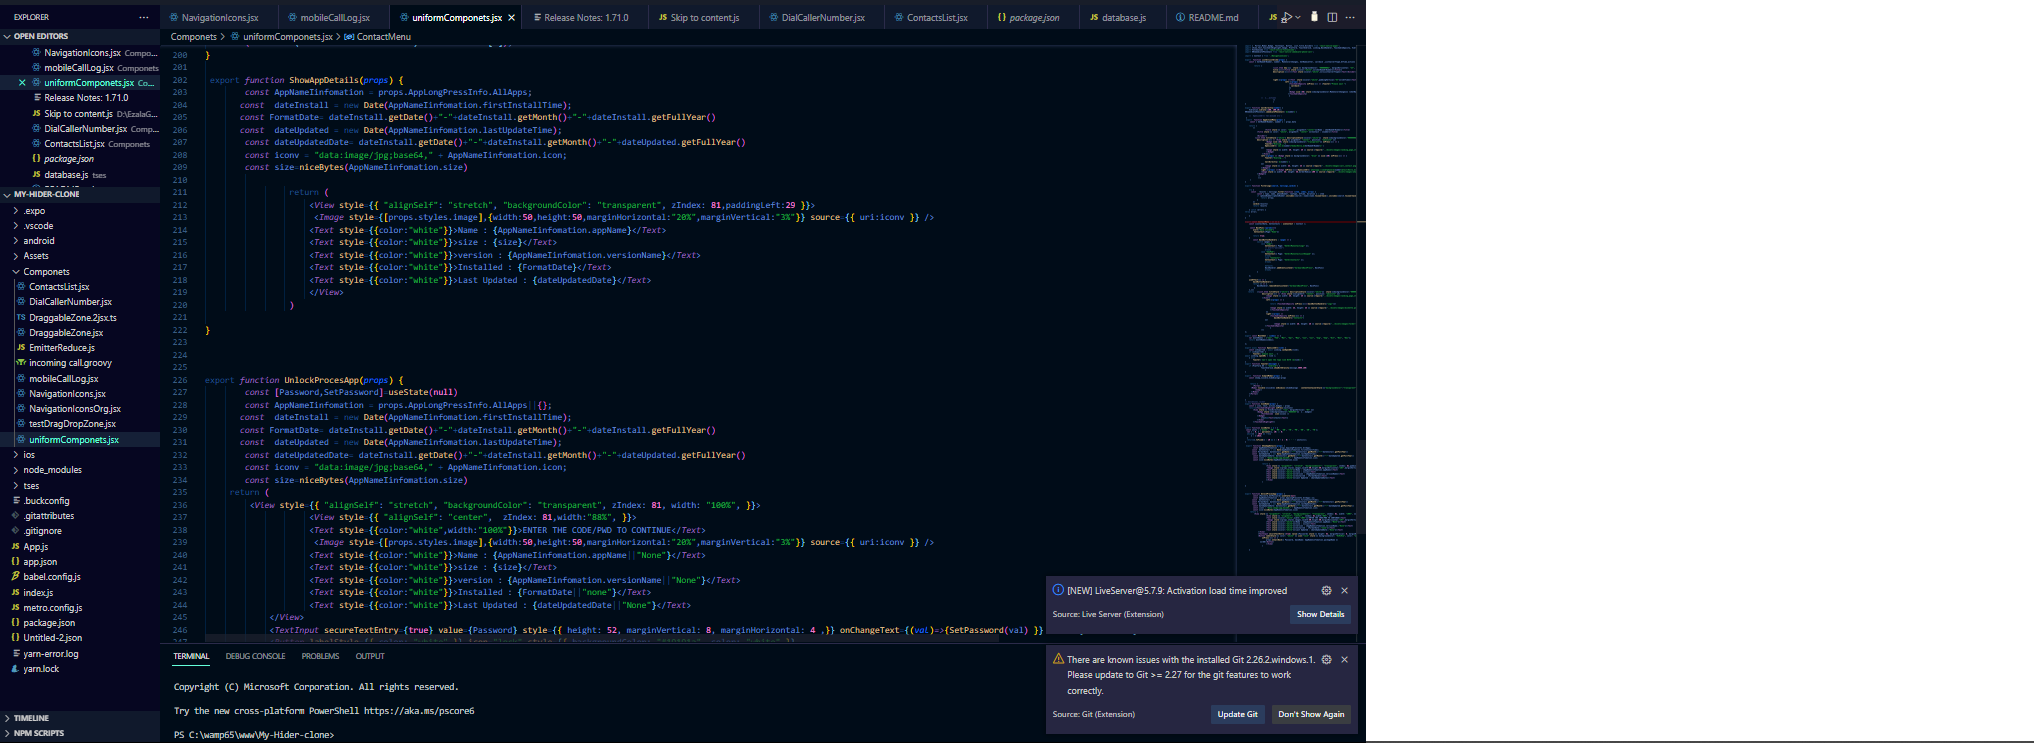 EXPLORER
OPEN EDITORS
NavigationIcons.jsx Compo...
mobileCallLog.jsx Componets
uniformComponets.jsx Co...
Release Notes: 1.71.0
Skip to content.js D:\EzalaG...
DialCallerNumber.jsx Comp...
ContactsList.jsx Componets
package.json
database.js tses
MY-HIDER-CLONE
.expo
.vscode
android
Assets
Componets
ContactsList.jsx
DialCallerNumber.jsx
TS DraggableZone.2jsx.ts
DraggableZone.jsx
JS EmitterReduce.js
incoming call.groovy
mobileCallLog.jsx
NavigationIcons.jsx
NavigationIconsOrg.jsx
testDragDropZone.jsx
uniformComponets.jsx
ios
node_modules
tses
.buckconfig
.gitattributes
.gitignore
JS App.js
{} app.json
babel.config.js
JS index.js
JS metro.config.js
{} package.json
{} Untitled-2.json
yarn-error.log
yarn.lock
TIMELINE
NPM SCRIPTS
NavigationIcons.jsx mobileCallLog.jsx uniformComponets.jsx Release Notes: 1.71.0 JS Skip to content.js DialCallerNumber.jsx ContactsList.jsx {} package.json JS database.js README.md JS
Componets > uniformComponets.jsx > ContactMenu
200 }
201
202 export function ShowAppDetails(props) {
203 const AppNameIinfomation = props.AppLongPressInfo.AllApps;
204 const dateInstall = new Date(AppNameIinfomation.firstInstallTime);
205 const FormatDate= dateInstall.getDate()+"-"+dateInstall.getMonth()+"-"+dateInstall.getFullYear()
206 const dateUpdated = new Date(AppNameIinfomation.lastUpdateTime);
207 const dateUpdatedDate= dateInstall.getDate()+"-"+dateInstall.getMonth()+"-"+dateUpdated.getFullYear()
208 const iconv = "data:image/jpg;base64," + AppNameIinfomation.icon;
209 const size=niceBytes(AppNameIinfomation.size)
210
211 return (
212 <View style={{ "alignSelf": "stretch", "backgroundColor": "transparent", zIndex: 81,paddingLeft:29 }}>
213 <Image style={[props.styles.image],{width:50,height:50,marginHorizontal:"20%",marginVertical:"3%"}} source={{ uri:iconv }} />
214 <Text style={{color:"white"}}>Name : {AppNameIinfomation.appName}</Text>
215 <Text style={{color:"white"}}>size : {size}</Text>
216 <Text style={{color:"white"}}>version : {AppNameIinfomation.versionName}</Text>
217 <Text style={{color:"white"}}>Installed : {FormatDate}</Text>
218 <Text style={{color:"white"}}>Last Updated : {dateUpdatedDate}</Text>
219 </View>
220 )
221
222 }
223
224
225
226 export function UnlockProcesApp(props) {
227 const [Password,SetPassword]=useState(null)
228 const AppNameIinfomation = props.AppLongPressInfo.AllApps||{};
229 const dateInstall = new Date(AppNameIinfomation.firstInstallTime);
230 const FormatDate= dateInstall.getDate()+"-"+dateInstall.getMonth()+"-"+dateInstall.getFullYear()
231 const dateUpdated = new Date(AppNameIinfomation.lastUpdateTime);
232 const dateUpdatedDate= dateInstall.getDate()+"-"+dateInstall.getMonth()+"-"+dateUpdated.getFullYear()
233 const iconv = "data:image/jpg;base64," + AppNameIinfomation.icon;
234 const size=niceBytes(AppNameIinfomation.size)
235 return (
236 <View style={{ "alignSelf": "stretch", "backgroundColor": "transparent", zIndex: 81, width: "100%", }}>
237 <View style={{ "alignSelf": "center", zIndex: 81,width:"88%", }}>
238 <Text style={{color:"white",width:"100%"}}>ENTER THE CODE/PWD TO CONTINUE</Text>
239 <Image style={[props.styles.image],{width:50,height:50,marginHorizontal:"20%",marginVertical:"3%"}} source={{ uri:iconv }} />
240 <Text style={{color:"white"}}>Name : {AppNameIinfomation.appName||"None"}</Text>
241 <Text style={{color:"white"}}>size : {size}</Text>
242 <Text style={{color:"white"}}>version : {AppNameIinfomation.versionName||"None"}</Text>
243 <Text style={{color:"white"}}>Installed : {FormatDate||"none"}</Text>
244 <Text style={{color:"white"}}>Last Updated : {dateUpdatedDate||"None"}</Text>
245 </View>
246 <TextInput secureTextEntry={true} value={Password} style={{ height: 52, marginVertical: 8, marginHorizontal: 4 ,}} onChangeText={(val)=>{SetPassword(val) }}
[NEW] LiveServer@5.7.9: Activation load time improved
Source: Live Server (Extension)
Show Details
TERMINAL DEBUG CONSOLE PROBLEMS OUTPUT
Copyright (C) Microsoft Corporation. All rights reserved.
Try the new cross-platform PowerShell https://aka.ms/pscore6
PS C:\wamp65\www\My-Hider-clone>
There are known issues with the installed Git 2.26.2.windows.1.
Please update to Git >= 2.27 for the git features to work
correctly.
Source: Git (Extension)
Update Git
Don't Show Again